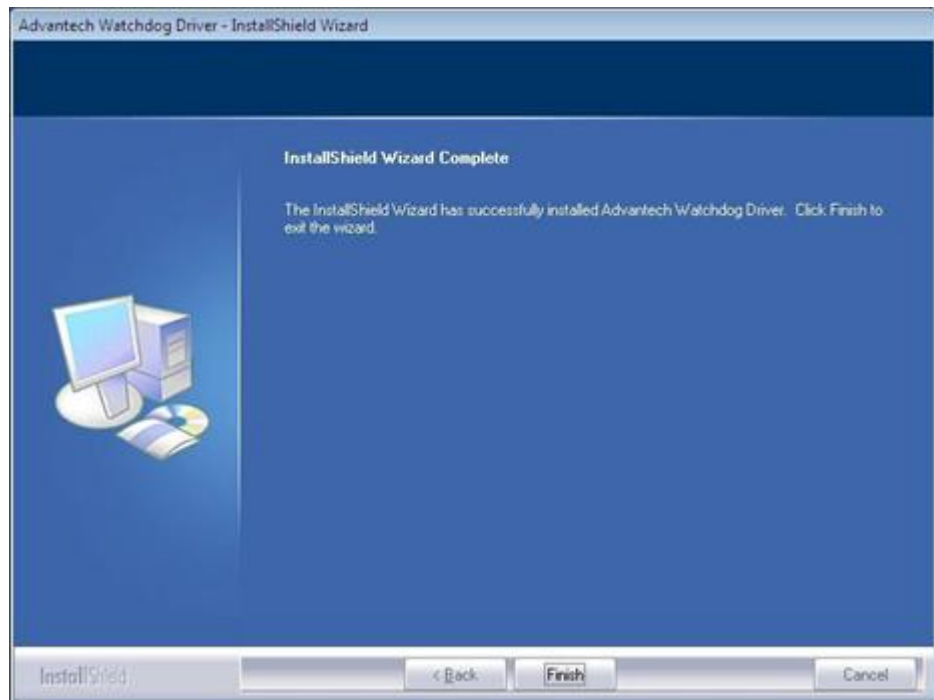 Advantech Watchdog Driver - InstallShield Wizard
InstallShield Wizard Complete
The InstallShield Wizard has successfully installed Advantech Watchdog Driver. Click Finish to
exit the wizard.
InstallShield
< Back
Finish
Cancel